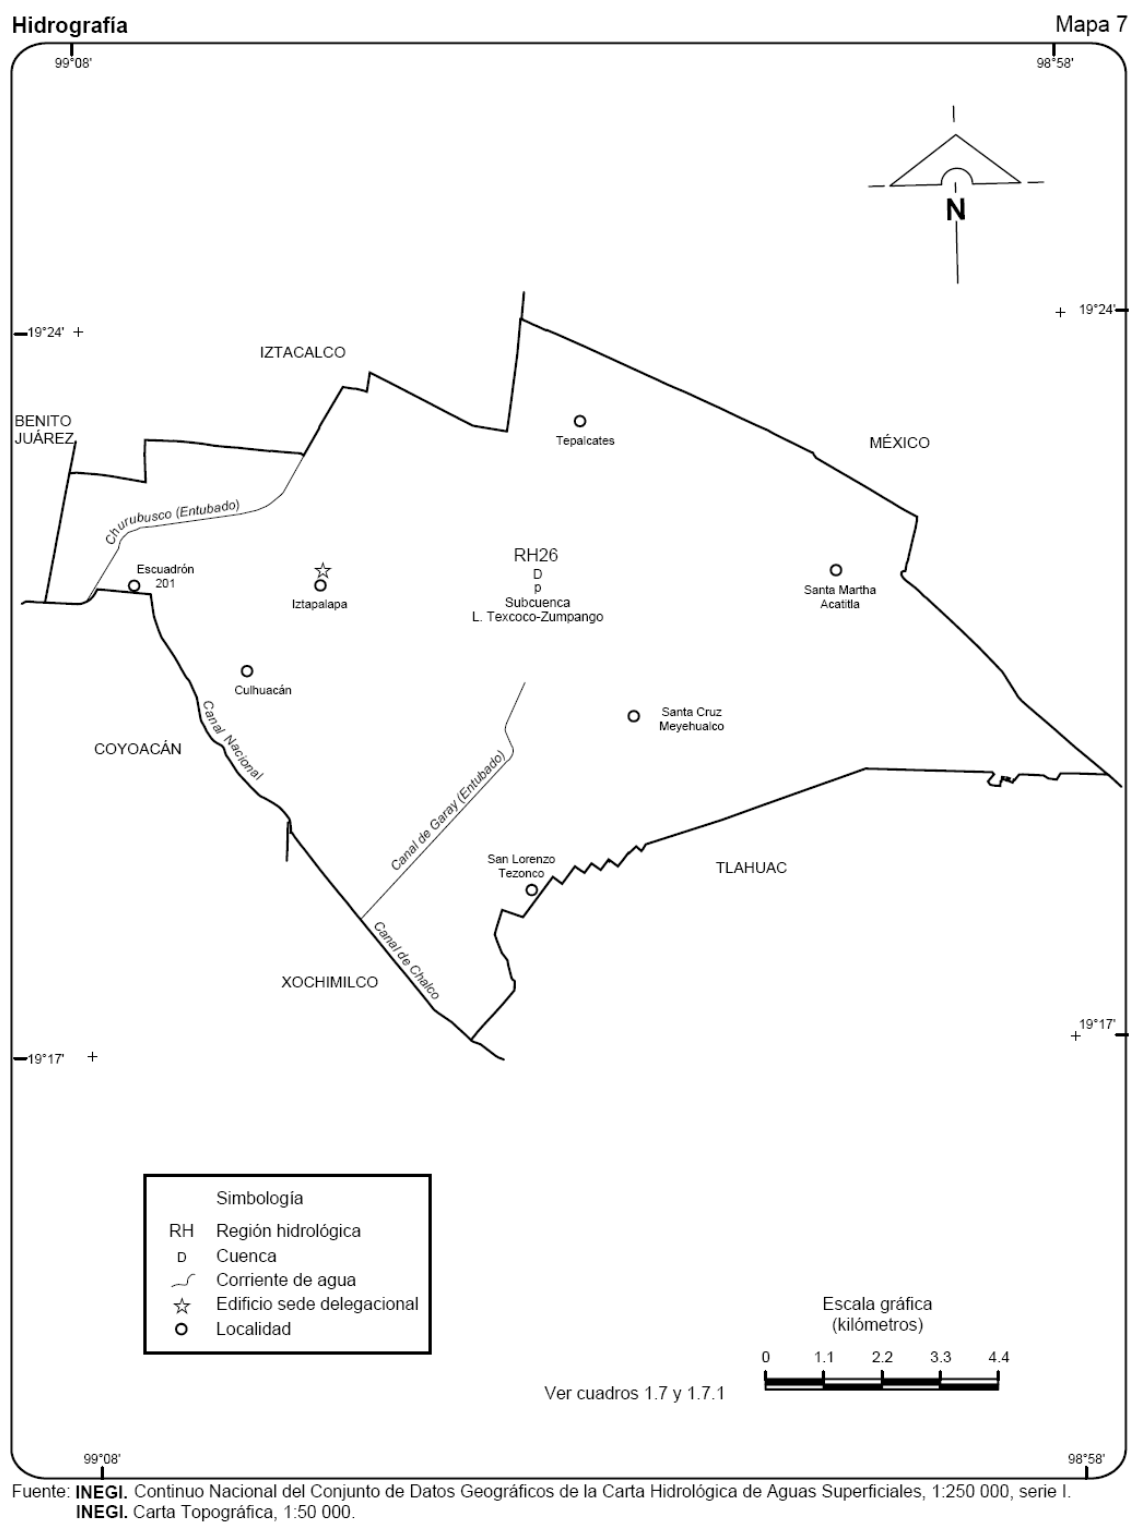 Hidrografía
Mapa 7
99°08'
98°58'
N
19°24'
19°24'
IZTACALCO
BENITO
JUÁREZ
MÉXICO
Tepalcates
Churubusco (Entubado)
Escuadrón
201
Iztapalapa
RH26
D
p
Subcuenca
L. Texcoco-Zumpango
Santa Martha
Acatitla
Culhuacán
Santa Cruz
Meyehualco
Canal Nacional
COYOACÁN
Canal de Garay (Entubado)
San Lorenzo
Tezonco
TLAHUAC
Canal de Chalco
XOCHIMILCO
19°17'
19°17'
Simbología
RH Región hidrológica
D Cuenca
Corriente de agua
Edificio sede delegacional
Localidad
Escala gráfica
(kilómetros)
0 1.1 2.2 3.3 4.4
Ver cuadros 1.7 y 1.7.1
99°08'
98°58'
Fuente: INEGI. Continuo Nacional del Conjunto de Datos Geográficos de la Carta Hidrológica de Aguas Superficiales, 1:250 000, serie I.
INEGI. Carta Topográfica, 1:50 000.